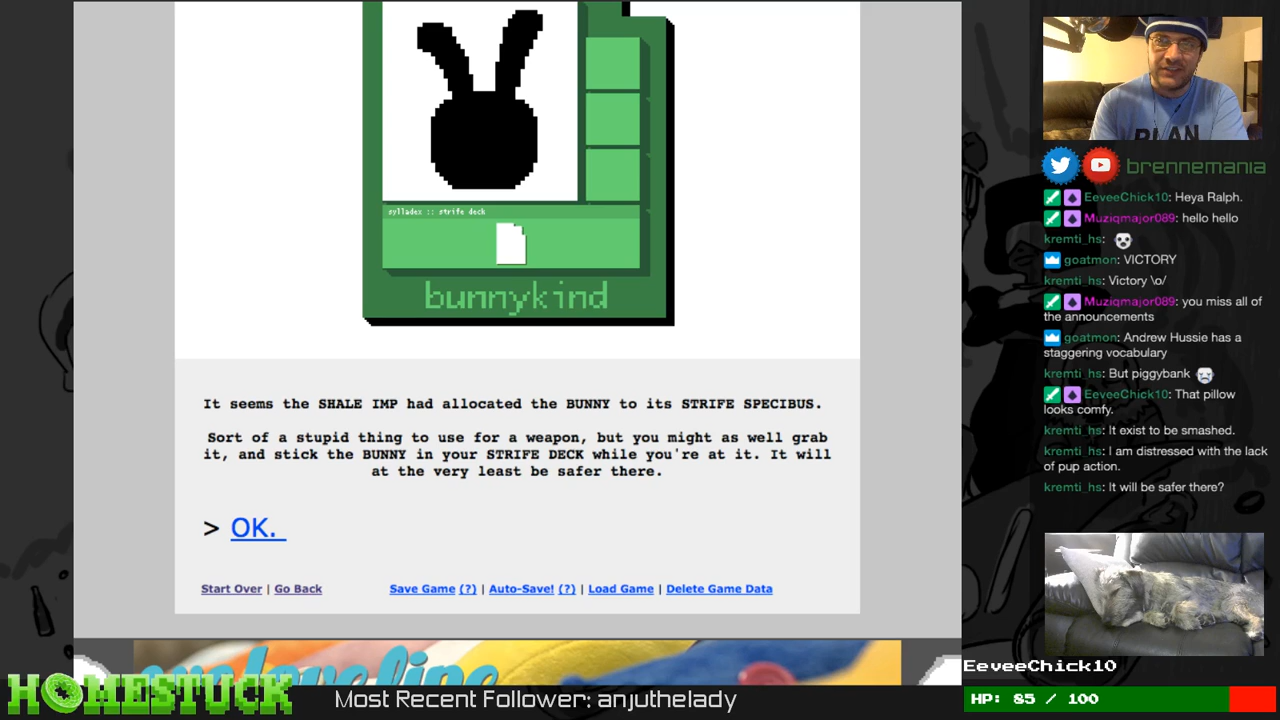 sylladex :: strife deck
bunnykind
It seems the SHALE IMP had allocated the BUNNY to its STRIFE SPECIBUS.
Sort of a stupid thing to use for a weapon, but you might as well grab
it, and stick the BUNNY in your STRIFE DECK while you're at it. It will
at the very least be safer there.
> OK.
Start Over | Go Back
Save Game (?) | Auto-Save! (?) | Load Game | Delete Game Data
HOMESTUCK
Most Recent Follower: anjuthelady
PLAN
brennemania
EeveeChick10: Heya Ralph.
Muziqmajor089: hello hello
kremti_hs:
goatmon: VICTORY
kremti_hs: Victory \o/
Muziqmajor089: you miss all of
the announcements
goatmon: Andrew Hussie has a
staggering vocabulary
kremti_hs: But piggybank
EeveeChick10: That pillow
looks comfy.
kremti_hs: It exist to be smashed.
kremti_hs: I am distressed with the lack
of pup action.
kremti_hs: It will be safer there?
EeveeChick10
HP: 85 / 100